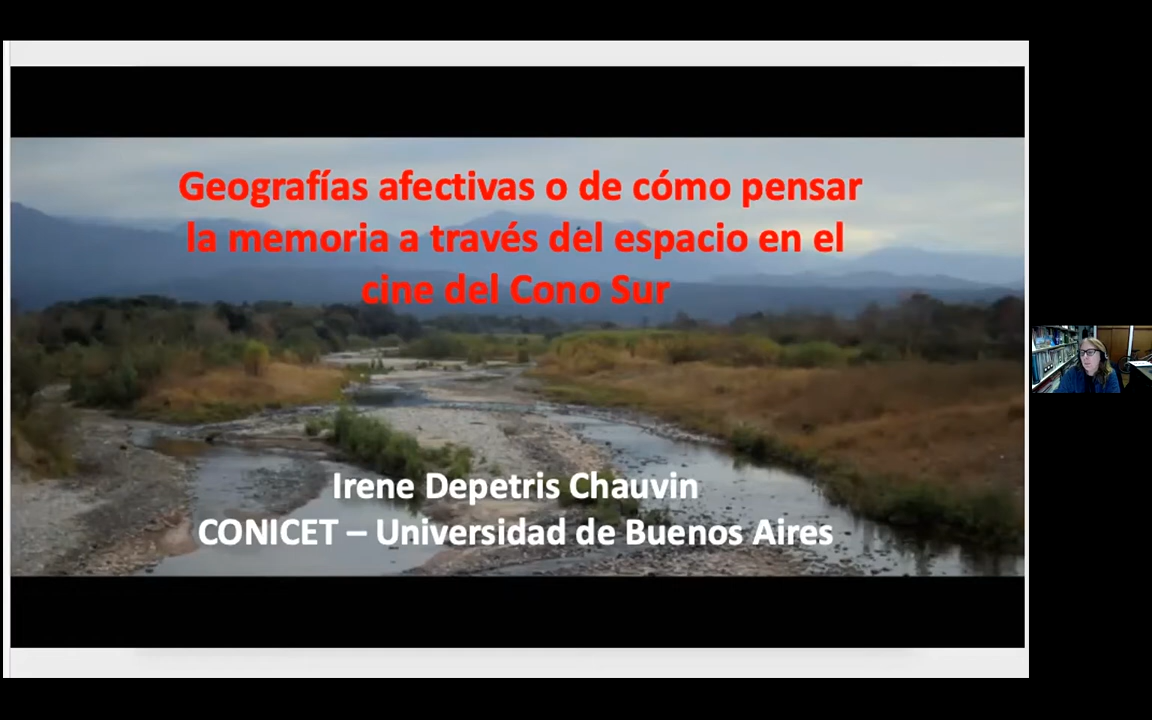 Geografías afectivas o de cómo pensar
la memoria a través del espacio en el
cine del Cono Sur
Irene Depetris Chauvin
CONICET – Universidad de Buenos Aires